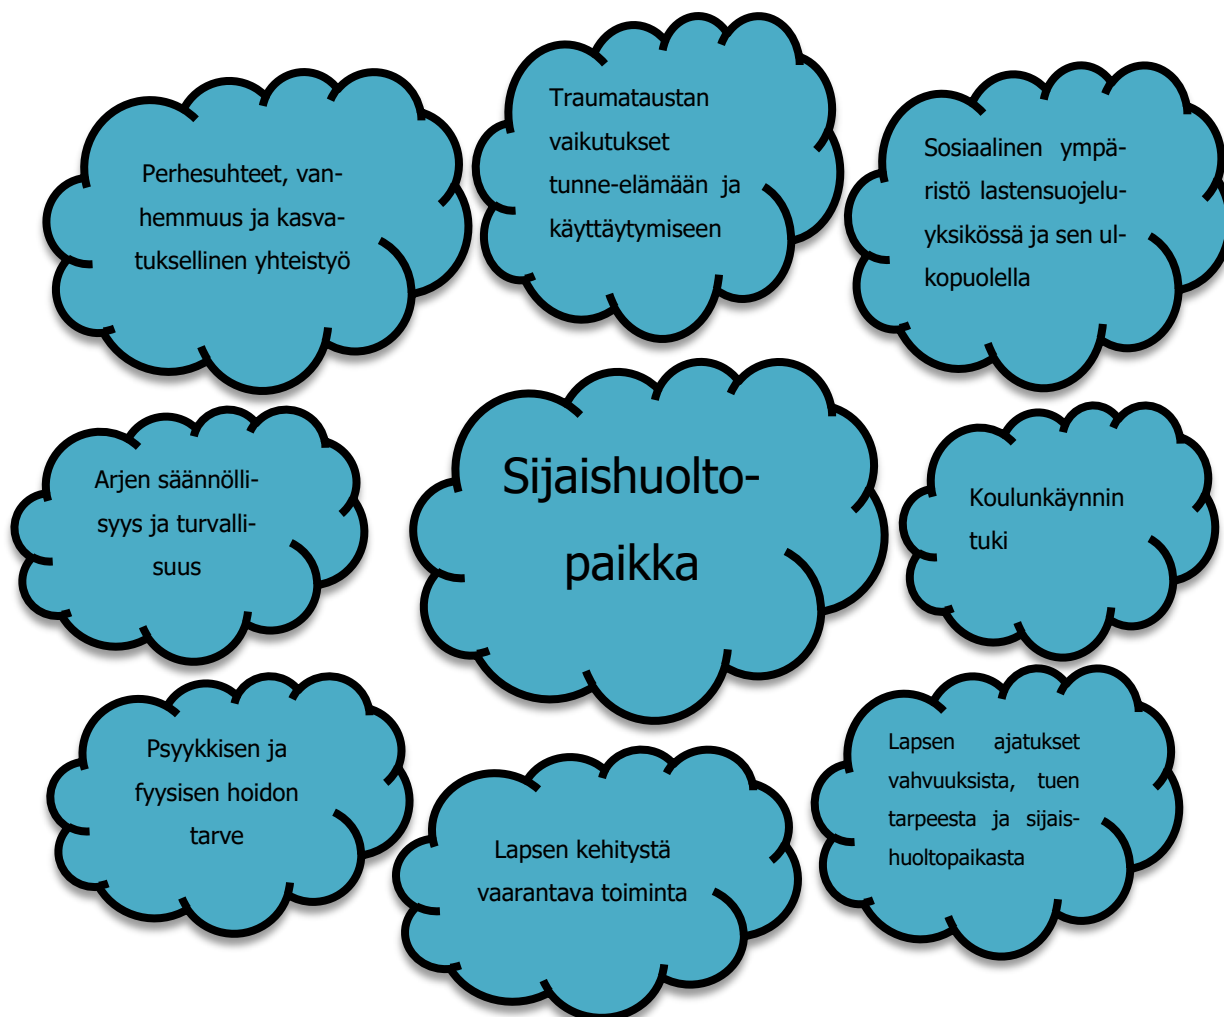 Perhesuhteet, van-
hemmuus ja kasva-
tuksellinen yhteistyö
Traumataustan
vaikutukset
tunne-elämään ja
käyttäytymiseen
Sosiaalinen ympä-
ristö lastensuojelu-
yksikössä ja sen ul-
kopuolella
Arjen säännölli-
syys ja turvalli-
suus
Sijaishuolto-
paikka
Koulunkäynnin
tuki
Psyykkisen ja
fyysisen hoidon
tarve
Lapsen kehitystä
vaarantava toiminta
Lapsen ajatukset
vahvuuksista, tuen
tarpeesta ja sijais-
huoltopaikasta